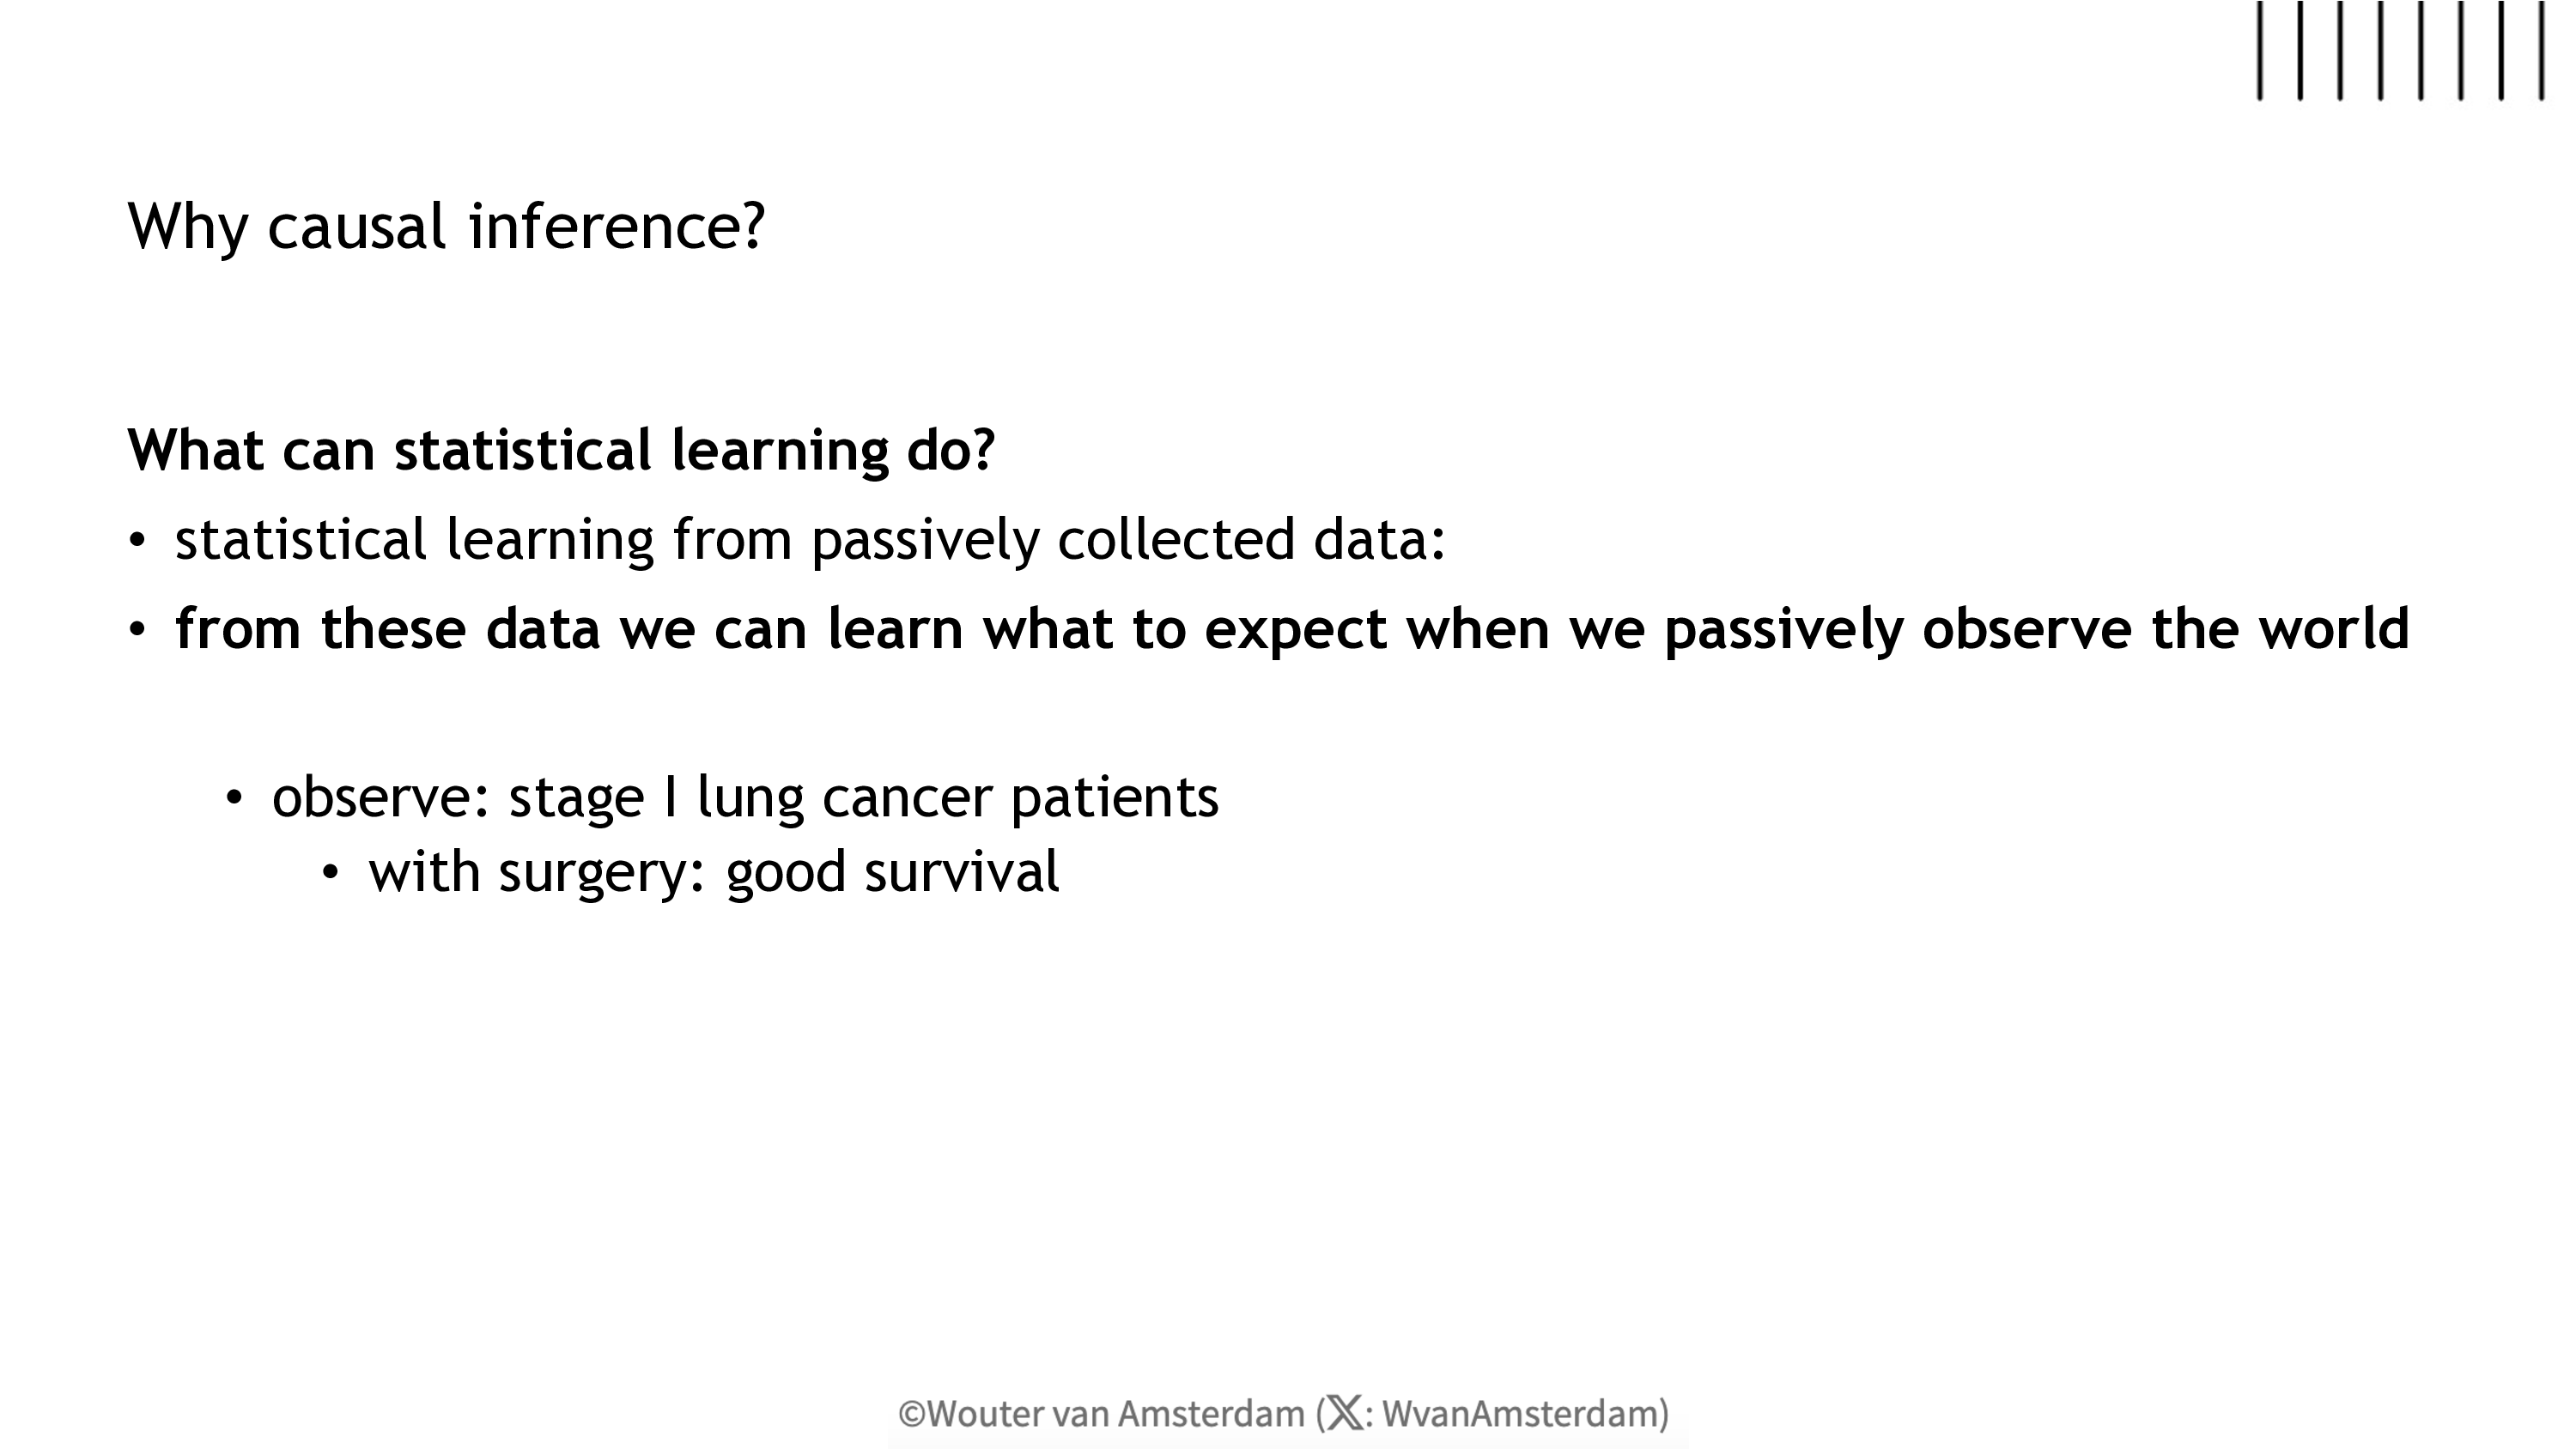 Why causal inference?
What can statistical learning do?
• statistical learning from passively collected data:
• from these data we can learn what to expect when we passively observe the world
• observe: stage I lung cancer patients
• with surgery: good survival
©Wouter van Amsterdam (𝕏: WvanAmsterdam)